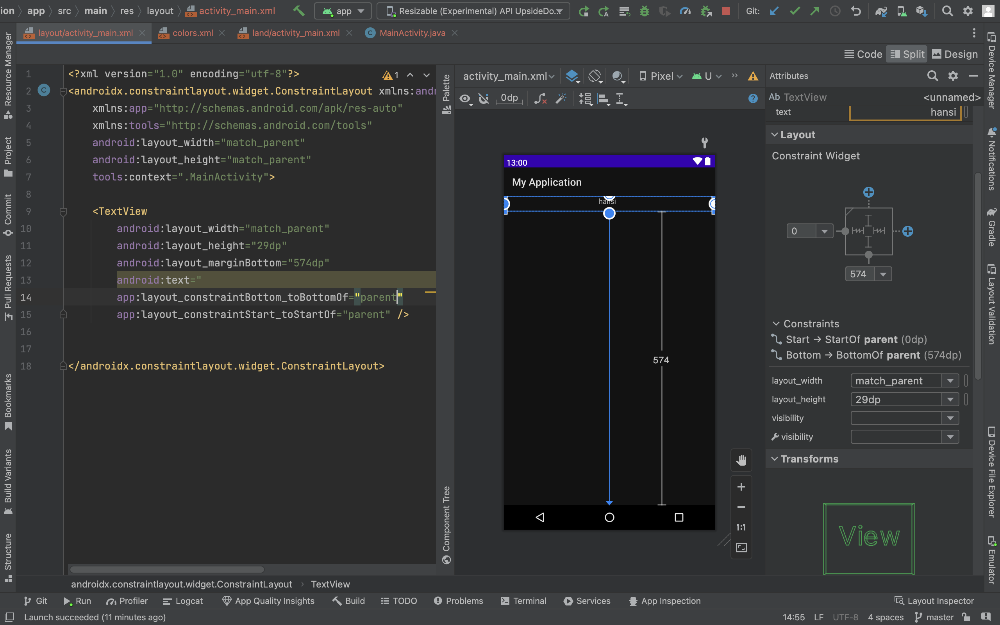 ion
app
src
main
res
layout
activity_main.xml
app
Resizable (Experimental) API UpsideDo...
Git:
layout/activity_main.xml
colors.xml
land/activity_main.xml
MainActivity.java
Code
Split
Design
Resource Manager
Project
Commit
Pull Requests
Bookmarks
Build Variants
Structure
1 <?xml version="1.0" encoding="utf-8"?>
2 <androidx.constraintlayout.widget.ConstraintLayout xmlns:andr
3 xmlns:app="http://schemas.android.com/apk/res-auto"
4 xmlns:tools="http://schemas.android.com/tools"
5 android:layout_width="match_parent"
6 android:layout_height="match_parent"
7 tools:context=".MainActivity">
8
9 <TextView
10 android:layout_width="match_parent"
11 android:layout_height="29dp"
12 android:layout_marginBottom="574dp"
13 android:text="
14 app:layout_constraintBottom_toBottomOf="parent"
15 app:layout_constraintStart_toStartOf="parent" />
16
17
18 </androidx.constraintlayout.widget.ConstraintLayout>
1
Palette
Component Tree
activity_main.xml
Pixel
U
0dp
13:00
My Application
hansi
574
1:1
Attributes
Ab TextView
<unnamed>
text
hansi
Layout
Constraint Widget
0
574
Constraints
Start → StartOf parent (0dp)
Bottom → BottomOf parent (574dp)
layout_width
match_parent
layout_height
29dp
visibility
visibility
Transforms
View
Device Manager
Notifications
Gradle
Layout Validation
Device File Explorer
Emulator
androidx.constraintlayout.widget.ConstraintLayout
TextView
Git
Run
Profiler
Logcat
App Quality Insights
Build
TODO
Problems
Terminal
Services
App Inspection
Layout Inspector
Launch succeeded (11 minutes ago)
14:55
LF
UTF-8
4 spaces
master